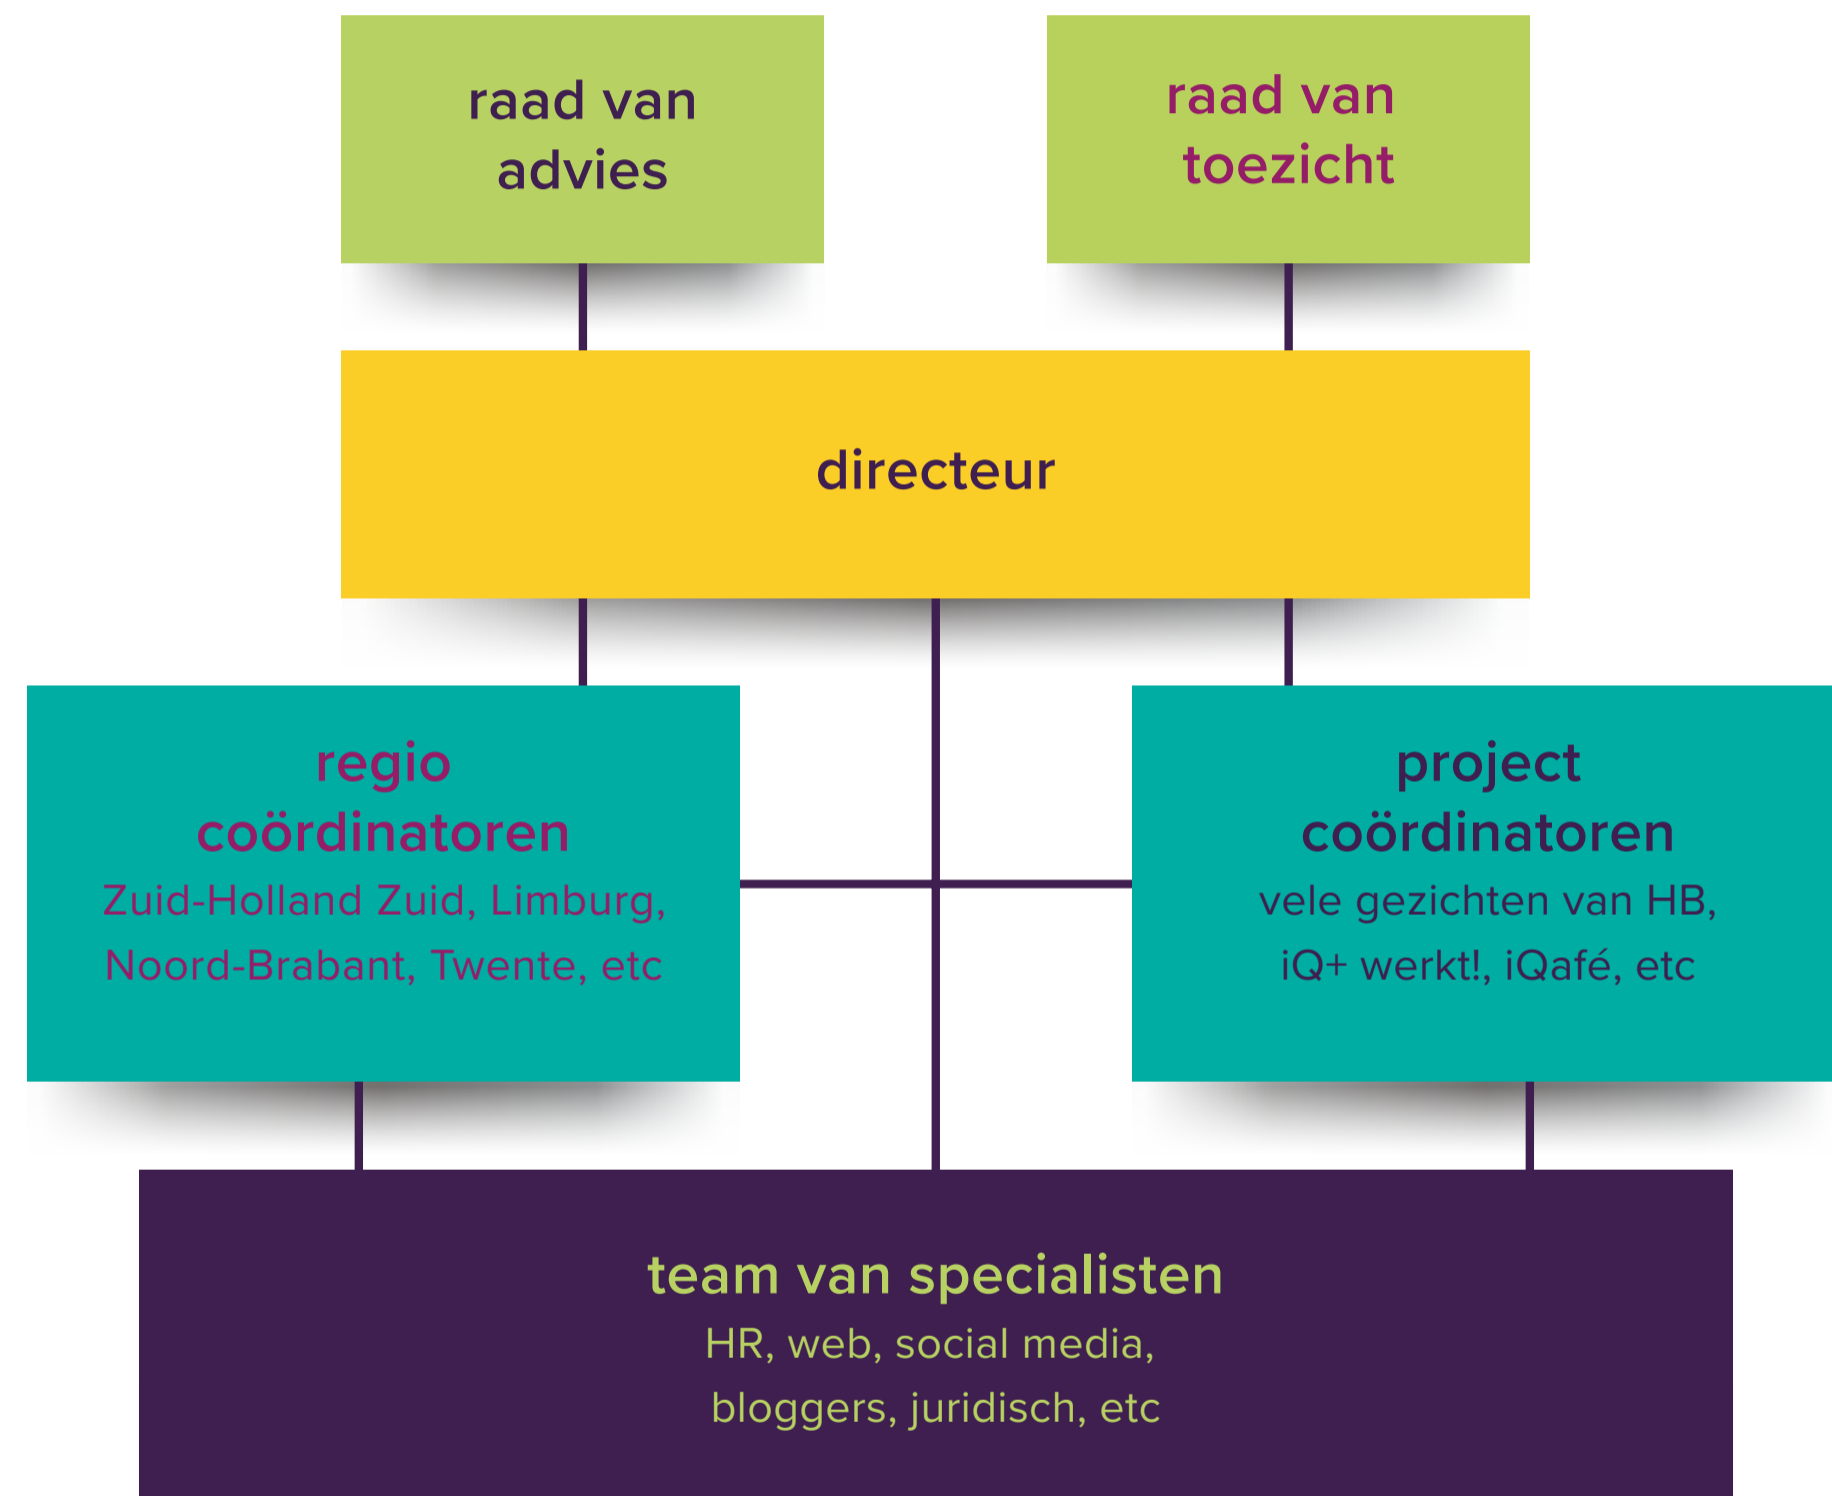 raad van
advies
raad van
toezicht
directeur
regio
coördinatoren
Zuid-Holland Zuid, Limburg,
Noord-Brabant, Twente, etc
project
coördinatoren
vele gezichten van HB,
iQ+ werkt!, iQafé, etc
team van specialisten
HR, web, social media,
bloggers, juridisch, etc